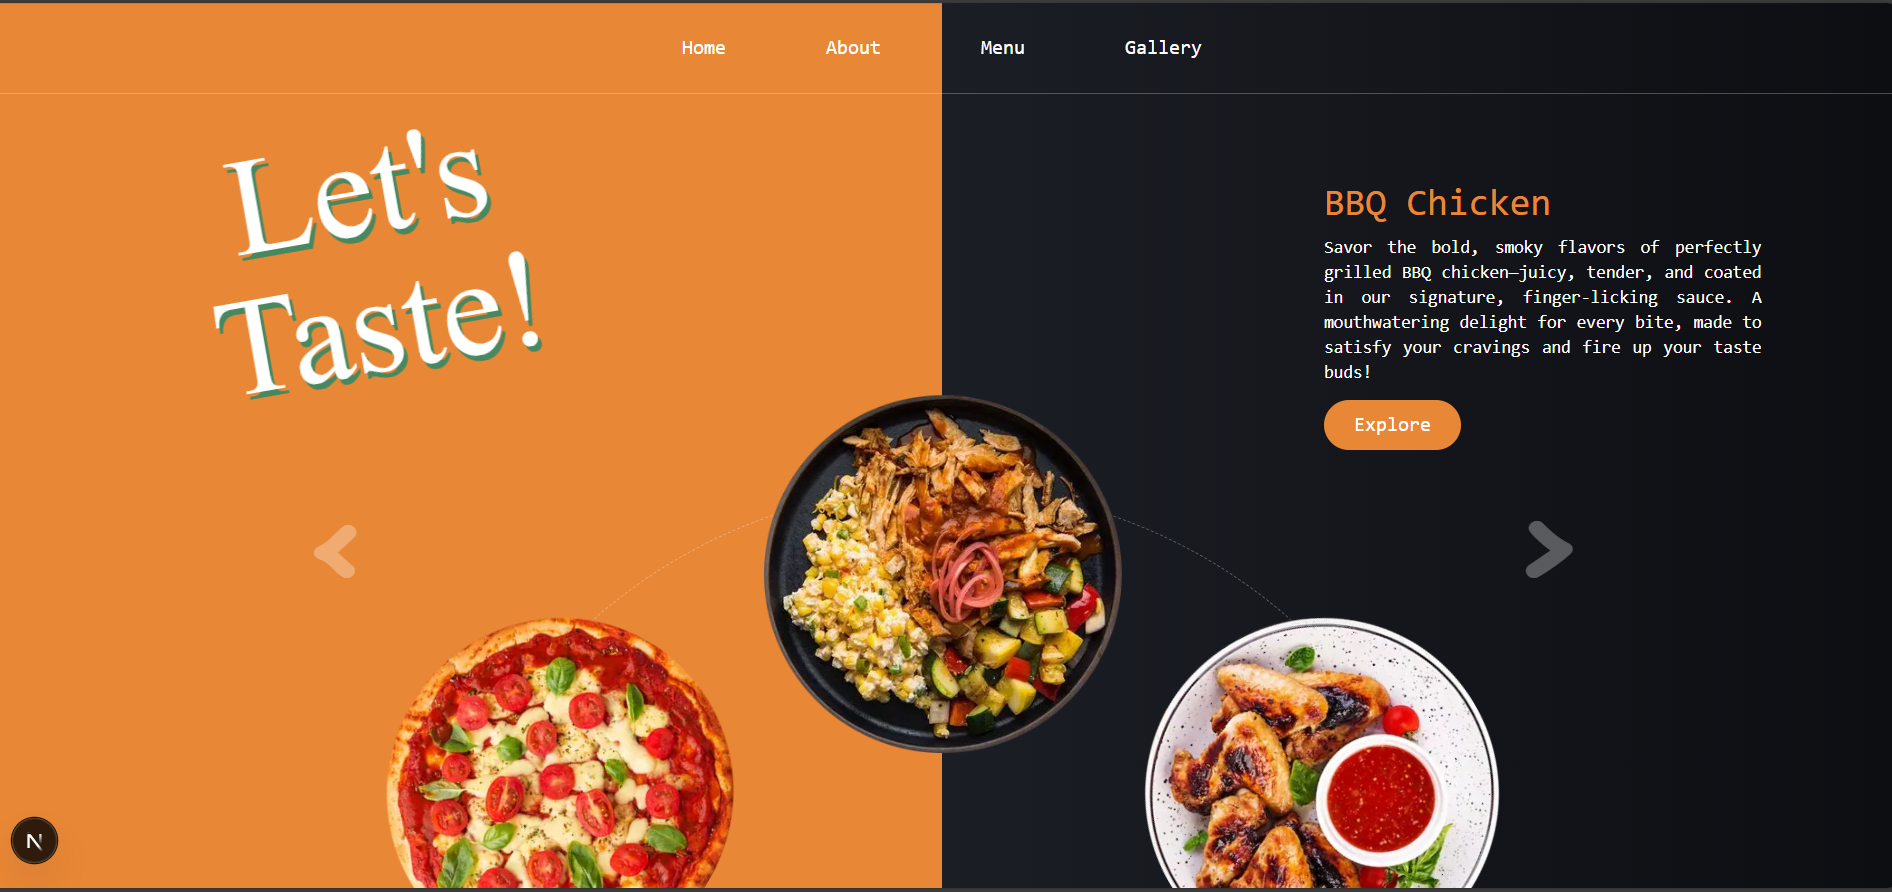 Home About Menu Gallery
Let's
Taste!
BBQ Chicken
Savor the bold, smoky flavors of perfectly
grilled BBQ chicken—juicy, tender, and coated
in our signature, finger-licking sauce. A
mouthwatering delight for every bite, made to
satisfy your cravings and fire up your taste
buds!
Explore
N